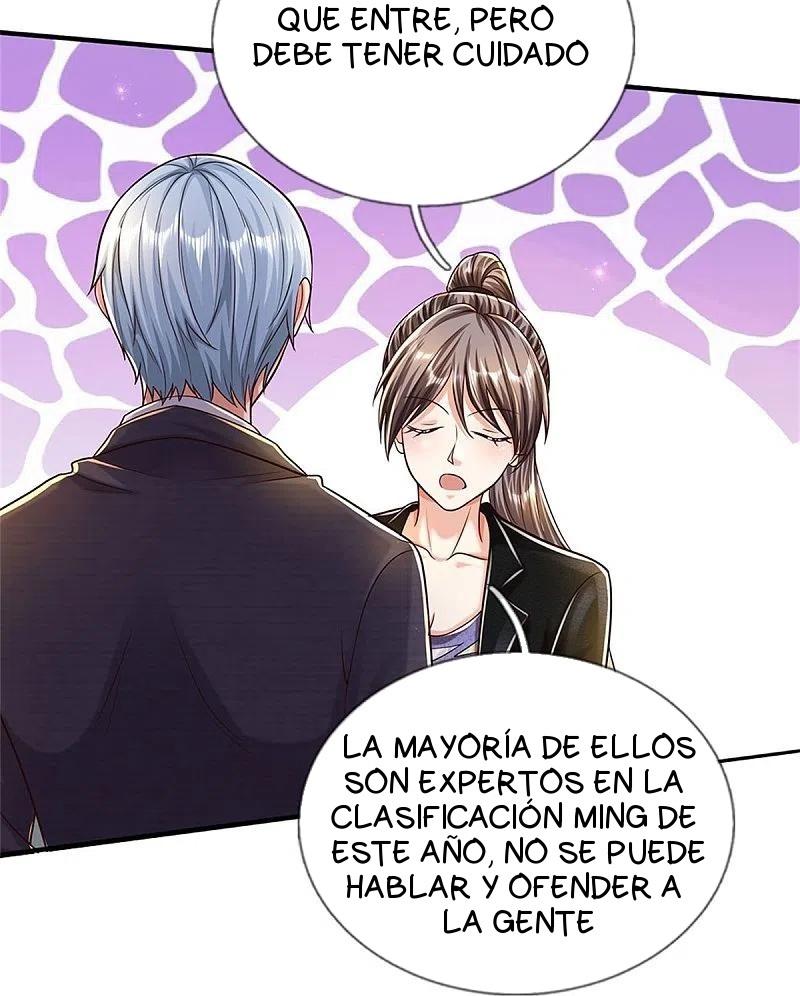 QUE ENTRE, PERO
DEBE TENER CUIDADO
LA MAYORÍA DE ELLOS
SON EXPERTOS EN LA
CLASIFICACIÓN MING DE
ESTE AÑO, NO SE PUEDE
HABLAR Y OFENDER A
LA GENTE